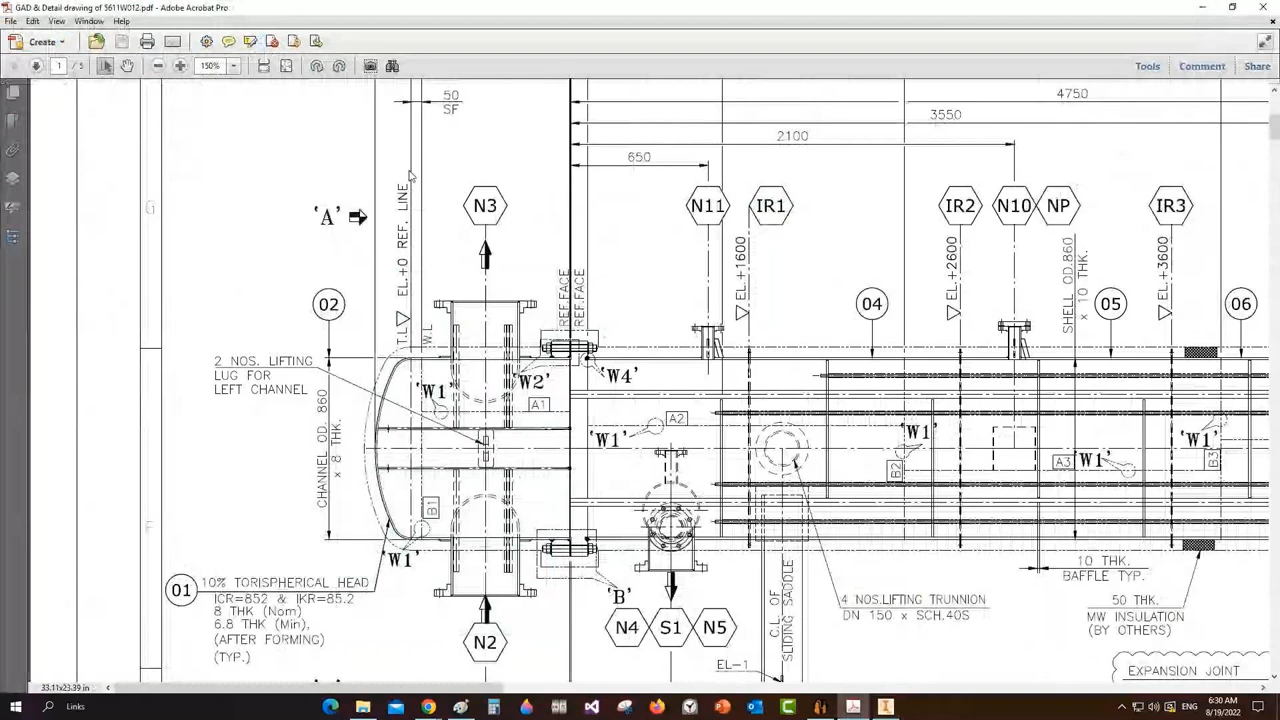 GAD & Detail drawing of 5611W012.pdf - Adobe Acrobat Pro
File Edit View Window Help
Create
1 / 5
150%
Tools Comment Share
50
SF
4750
3550
2100
650
G
'A'
T.L
EL.+0 REF. LINE
W.L
N3
N11
IR1
IR2
N10
NP
IR3
EL.+1600
EL.+2600
SHELL OD.860
x 10 THK.
EL.+3600
REF.FACE
REF.FACE
02
04
05
06
2 NOS. LIFTING
LUG FOR
LEFT CHANNEL
'W1'
'W2'
'W4'
A1
A2
'W1'
'W1'
'W1'
'W1'
B2
A3
B3
CHANNEL OD. 860
x 8 THK.
B1
'W1'
F
01
10% TORISPHERICAL HEAD
ICR=852 & IKR=85.2
8 THK (Nom)
6.8 THK (Min),
(AFTER FORMING)
(TYP.)
N2
'B'
N4
S1
N5
C.L OF
SLIDING SADDLE
EL-1
4 NOS.LIFTING TRUNNION
DN 150 x SCH.40S
10 THK.
BAFFLE TYP.
50 THK.
MW INSULATION
(BY OTHERS)
EXPANSION JOINT
33.11x23.39 in
Links
6:30 AM
8/19/2022